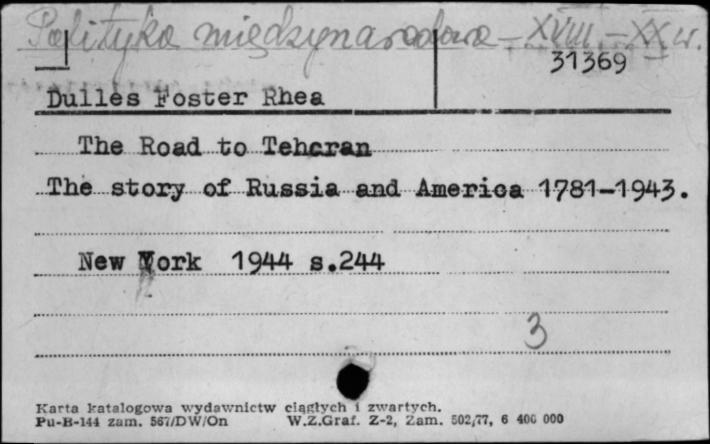 Polityka międzynarodowa – XVIII – XX w.
31369
Dulles Foster Rhea
The Road to Tehcran
The story of Russia and America 1781-1943.
New York 1944 s.244
3
Karta katalogowa wydawnictw ciągłych i zwartych.
Pu-B-144 zam. 567/DW/On W.Z.Graf. Z-2, Zam. 502/77, 6 400 000